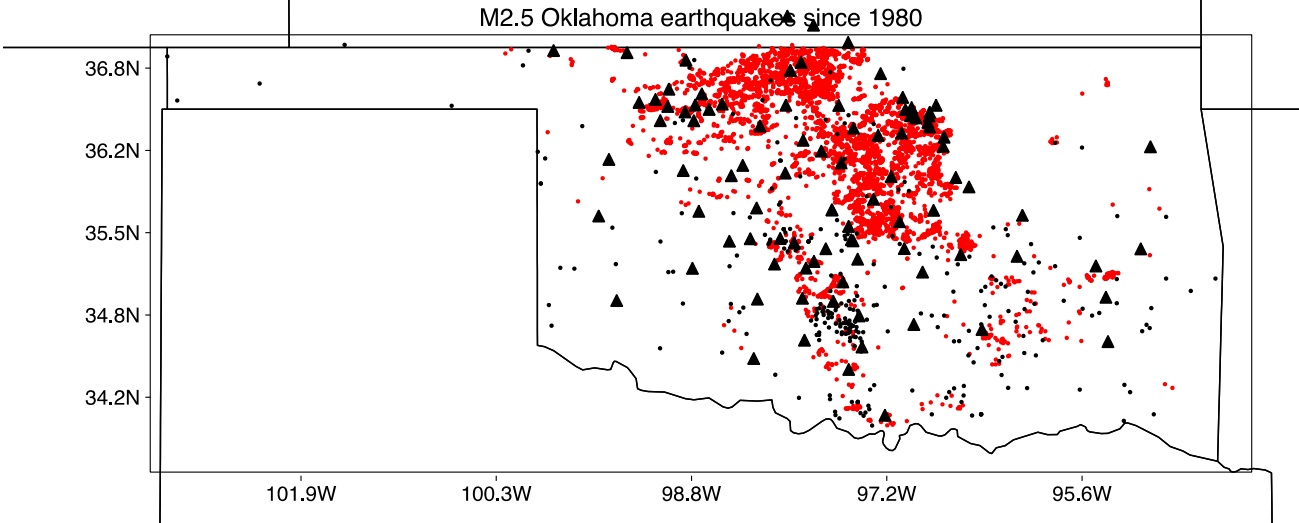 M2.5 Oklahoma earthquakes since 1980
36.8N
36.2N
35.5N
34.8N
34.2N
101.9W 100.3W 98.8W 97.2W 95.6W